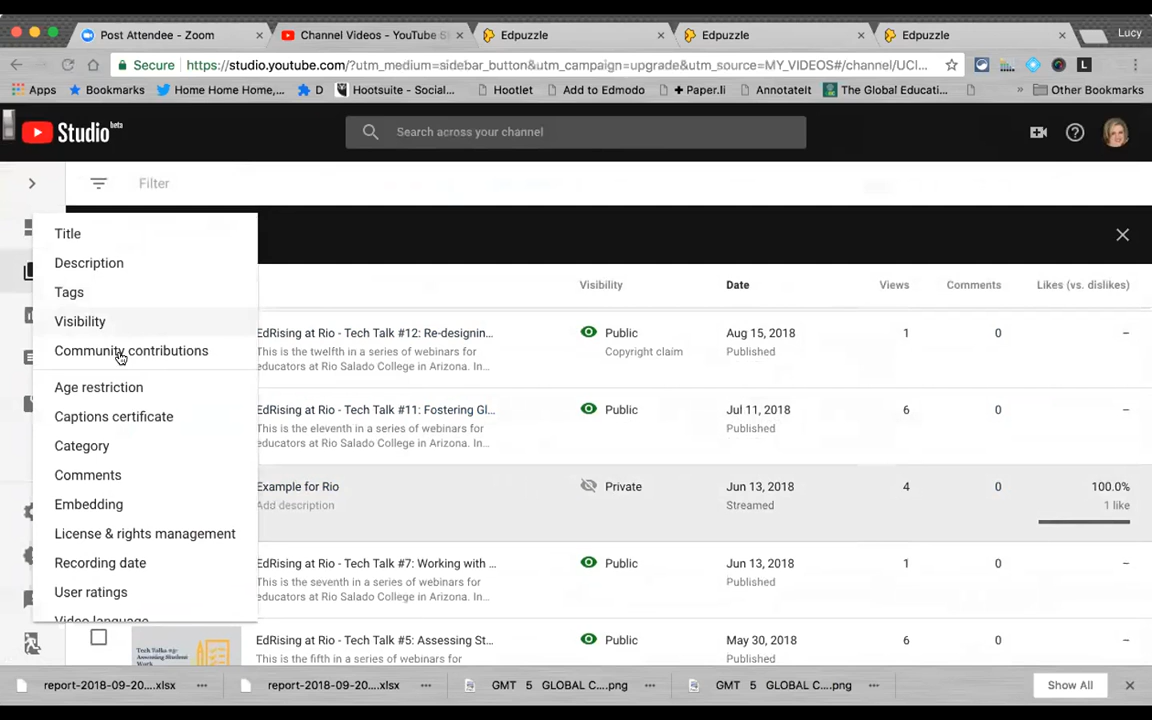 Post Attendee - Zoom
Channel Videos - YouTube S
Edpuzzle
Edpuzzle
Edpuzzle
Lucy
Secure
https://studio.youtube.com/?utm_medium=sidebar_button&utm_campaign=upgrade&utm_source=MY_VIDEOS#/channel/UCI...
Apps
Bookmarks
Home Home Home,...
D
Hootsuite - Social...
Hootlet
Add to Edmodo
+ Paper.li
AnnotateIt
The Global Educati...
»
Other Bookmarks
Studio beta
Search across your channel
Filter
Title
Description
Tags
Visibility
Community contributions
Age restriction
Captions certificate
Category
Comments
Embedding
License & rights management
Recording date
User ratings
Video language
Visibility Date Views Comments Likes (vs. dislikes)
EdRising at Rio - Tech Talk #12: Re-designin... Public Aug 15, 2018 1 0 –
This is the twelfth in a series of webinars for Copyright claim Published
educators at Rio Salado College in Arizona. In...
EdRising at Rio - Tech Talk #11: Fostering Gl... Public Jul 11, 2018 6 0 –
This is the eleventh in a series of webinars for Published
educators at Rio Salado College in Arizona. In...
Example for Rio Private Jun 13, 2018 4 0 100.0%
Add description Streamed 1 like
EdRising at Rio - Tech Talk #7: Working with ... Public Jun 13, 2018 1 0 –
This is the seventh in a series of webinars for Published
educators at Rio Salado College in Arizona. In...
EdRising at Rio - Tech Talk #5: Assessing St... Public May 30, 2018 6 0 –
This is the fifth in a series of webinars for Published
Tech Talks #5-
Assessing Student
Work
report-2018-09-20....xlsx
report-2018-09-20....xlsx
GMT 5 GLOBAL C....png
GMT 5 GLOBAL C....png
Show All